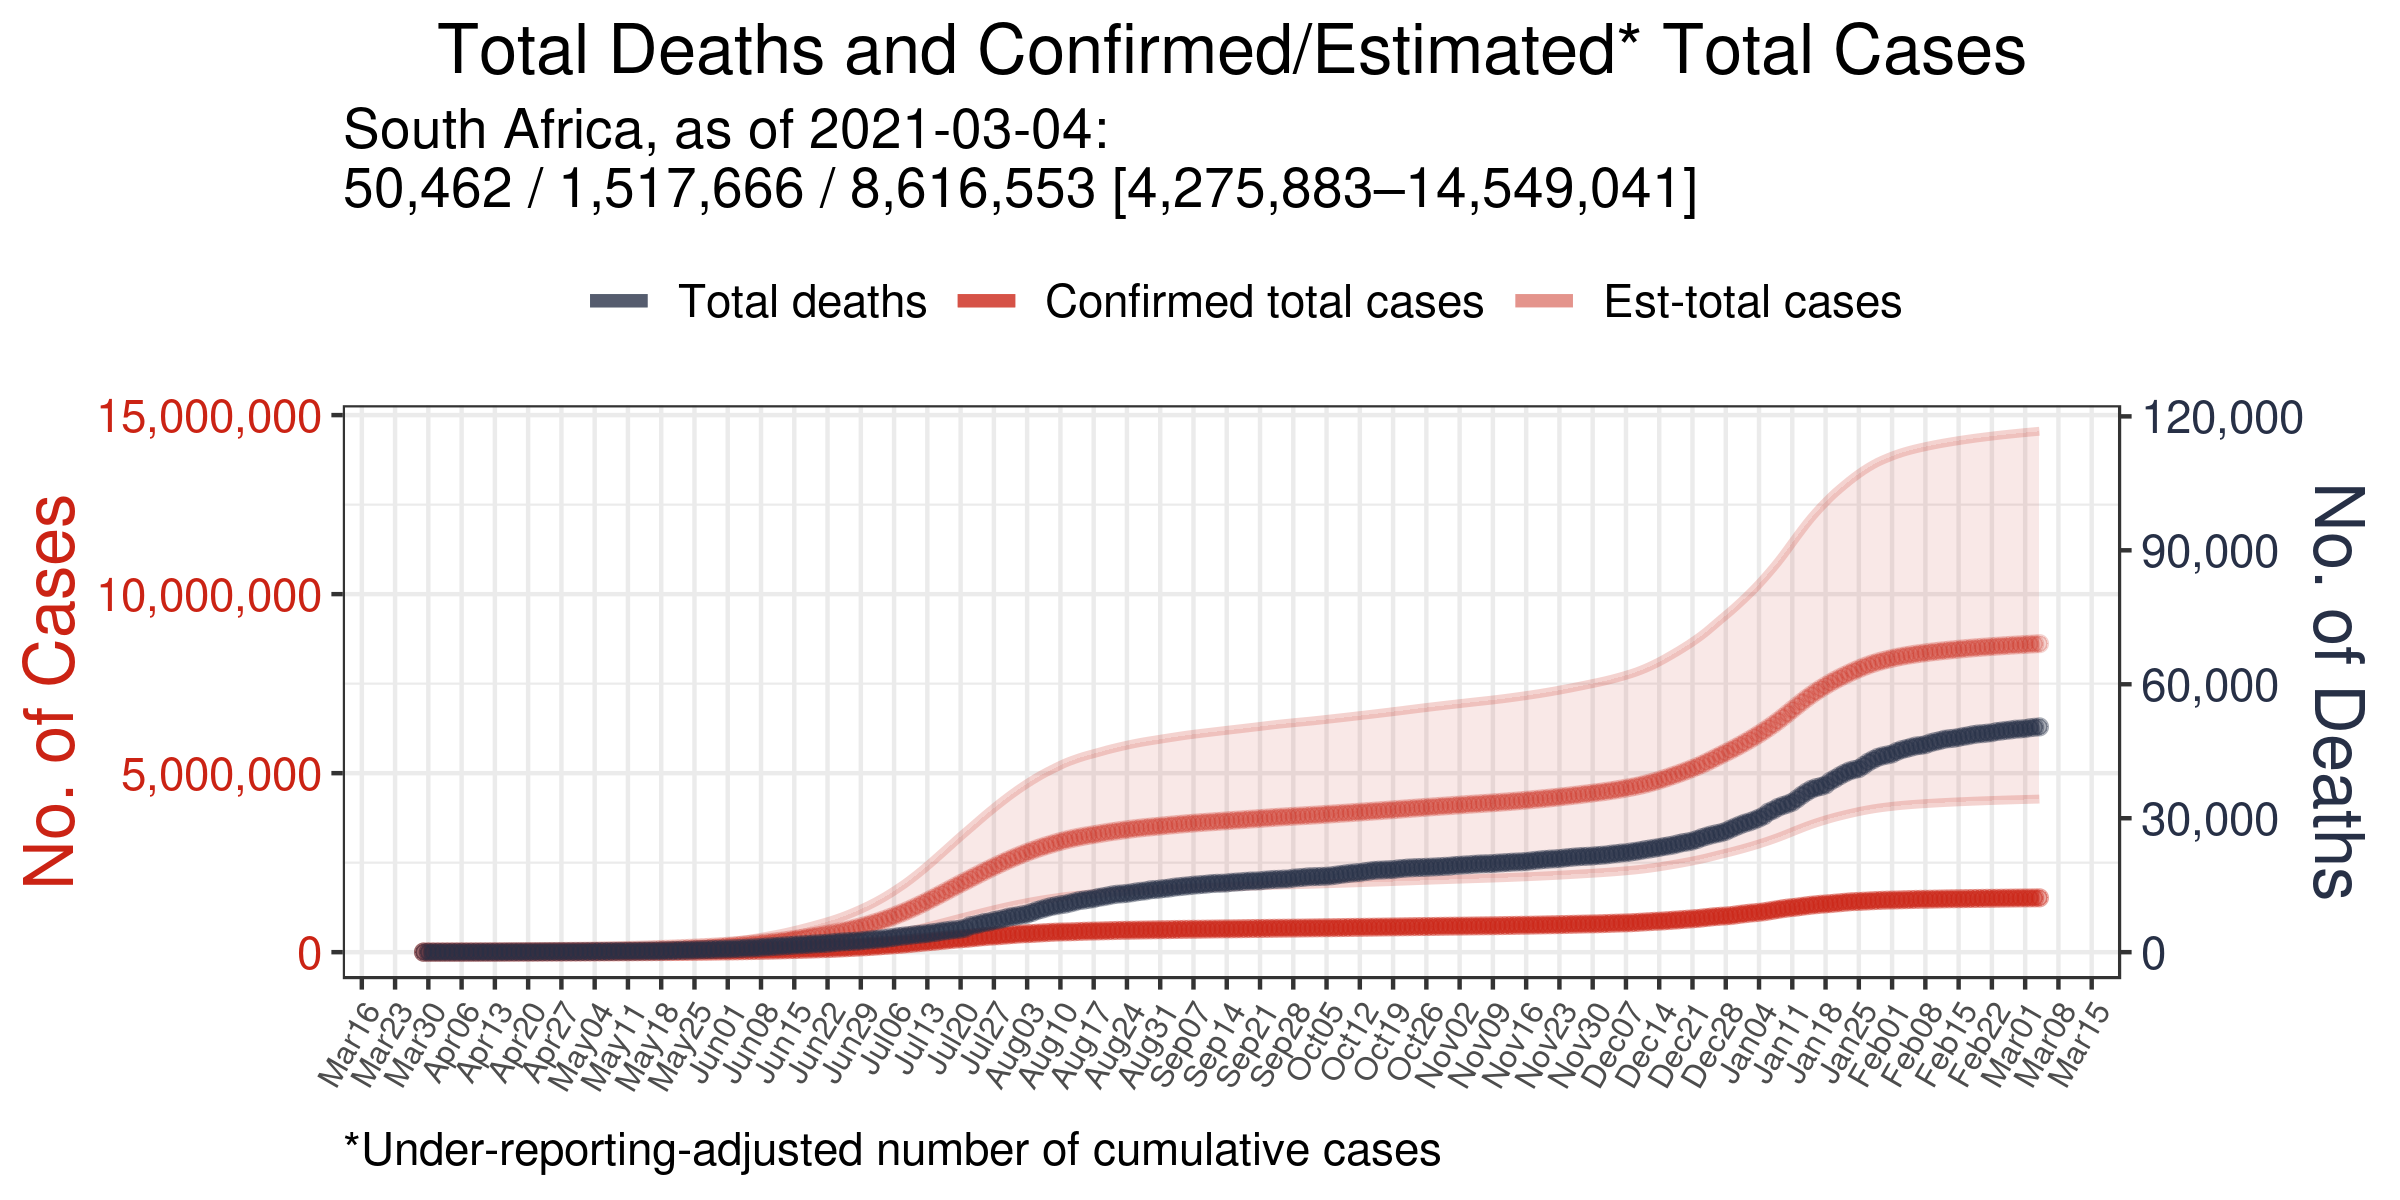 Total Deaths and Confirmed/Estimated* Total Cases
South Africa, as of 2021-03-04:
50,462 / 1,517,666 / 8,616,553 [4,275,883–14,549,041]
Total deaths
Confirmed total cases
Est-total cases
No. of Cases
15,000,000
10,000,000
5,000,000
0
120,000
90,000
60,000
30,000
0
No. of Deaths
Mar16
Mar23
Mar30
Apr06
Apr13
Apr20
Apr27
May04
May11
May18
May25
Jun01
Jun08
Jun15
Jun22
Jun29
Jul06
Jul13
Jul20
Jul27
Aug03
Aug10
Aug17
Aug24
Aug31
Sep07
Sep14
Sep21
Sep28
Oct05
Oct12
Oct19
Oct26
Nov02
Nov09
Nov16
Nov23
Nov30
Dec07
Dec14
Dec21
Dec28
Jan04
Jan11
Jan18
Jan25
Feb01
Feb08
Feb15
Feb22
Mar01
Mar08
Mar15
*Under-reporting-adjusted number of cumulative cases